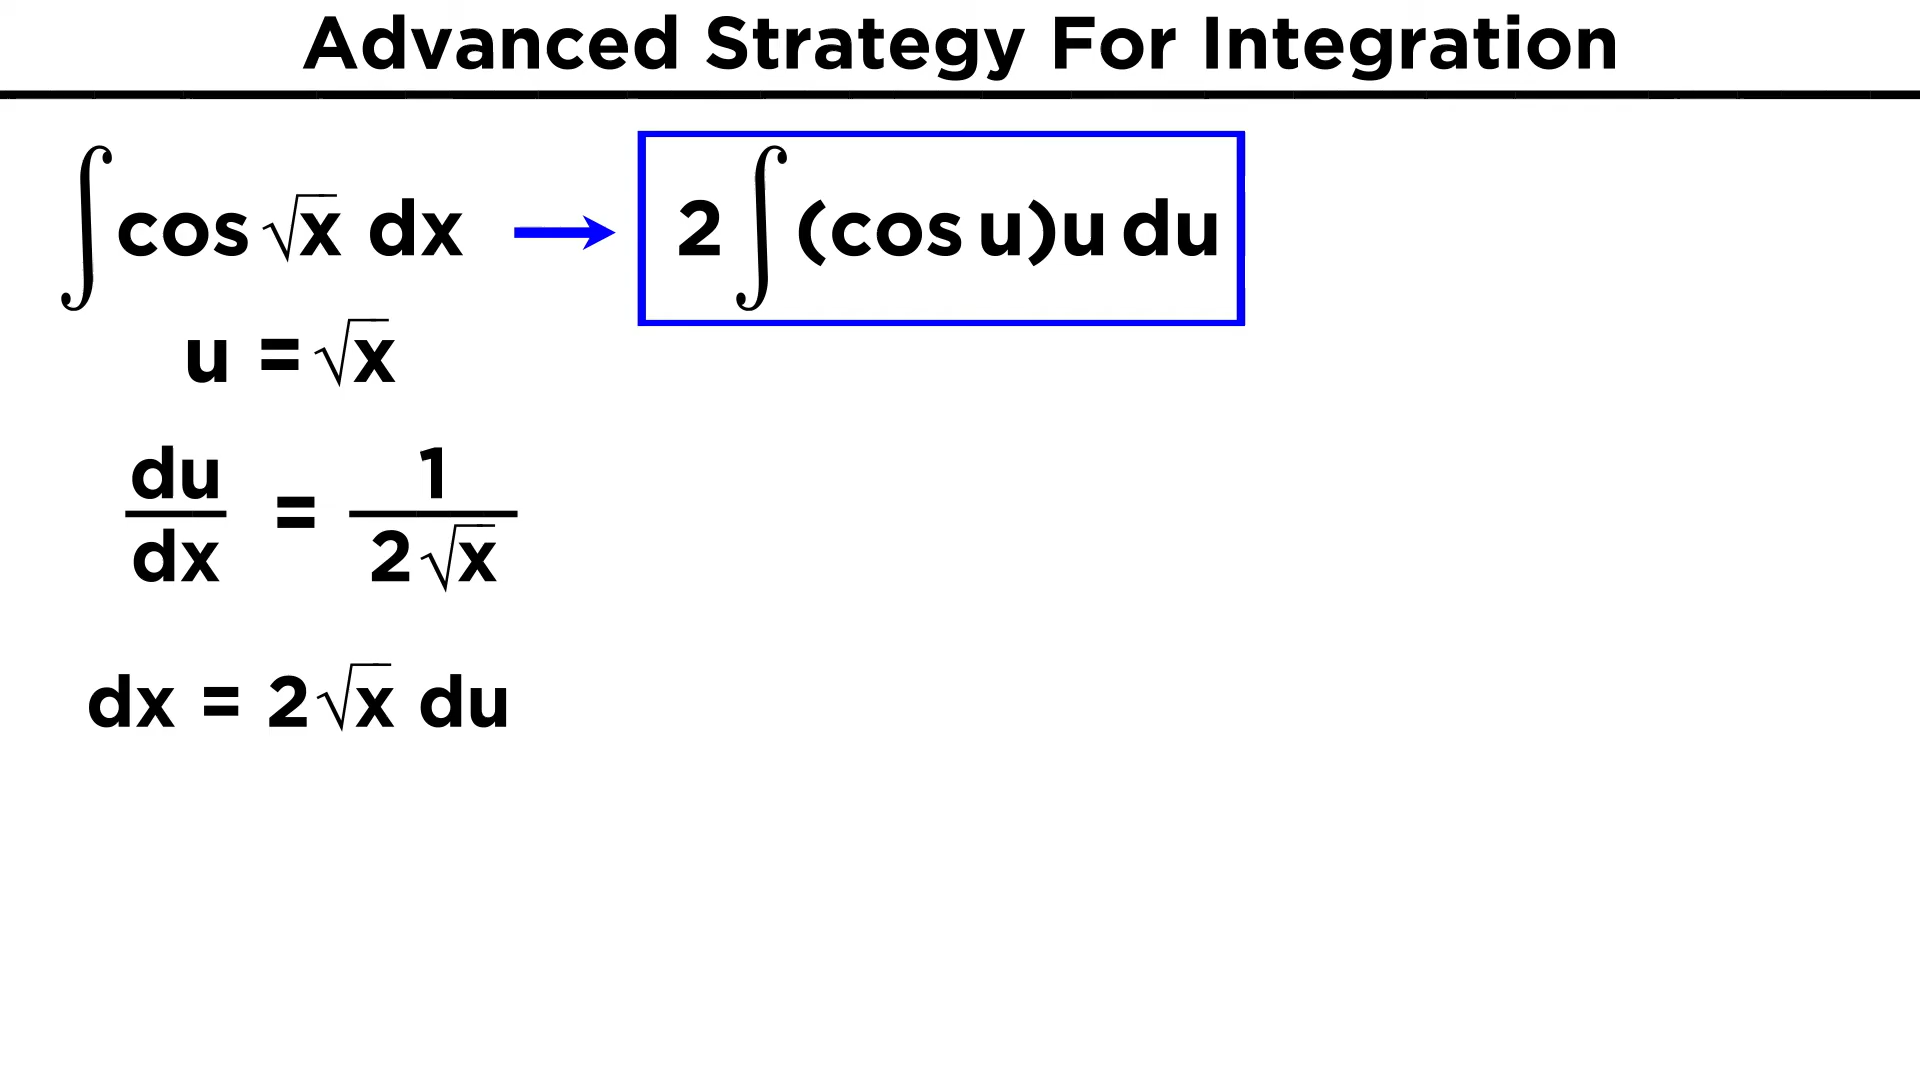 Advanced Strategy For Integration
∫ cos √x dx → 2 ∫ (cos u)u du
u = √x
du/dx = 1/(2√x)
dx = 2√x du